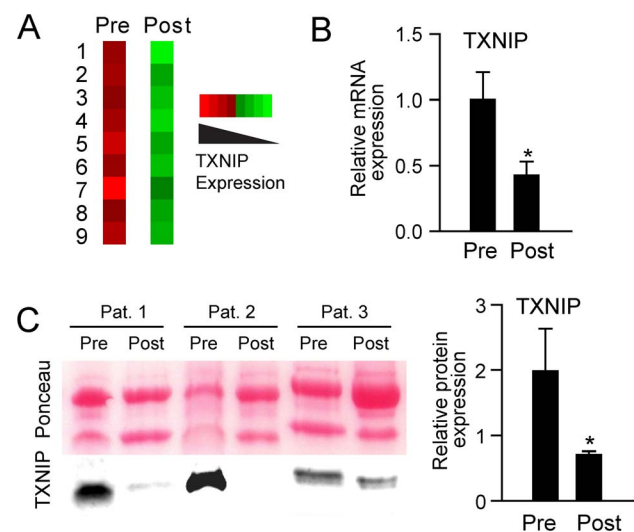 A
Pre Post
1
2
3
4
5
6
7
8
9
TXNIP
Expression
B
TXNIP
Relative mRNA
expression
1.5
1.0
0.5
0.0
Pre Post
*
C
Pat. 1 Pat. 2 Pat. 3
Pre Post Pre Post Pre Post
Ponceau
TXNIP
TXNIP
Relative protein
expression
3
2
1
0
*
Pre Post